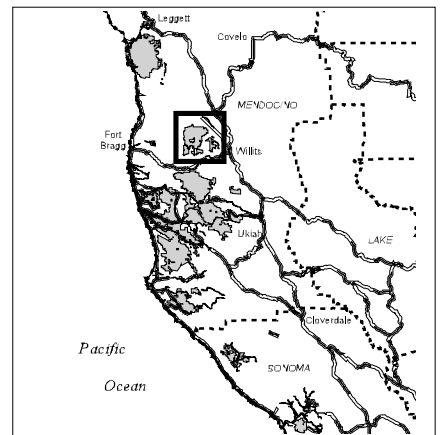 Leggett
Covelo
MENDOCINO
Fort
Bragg
Willits
Ukiah
LAKE
Cloverdale
Pacific
Ocean
SONOMA